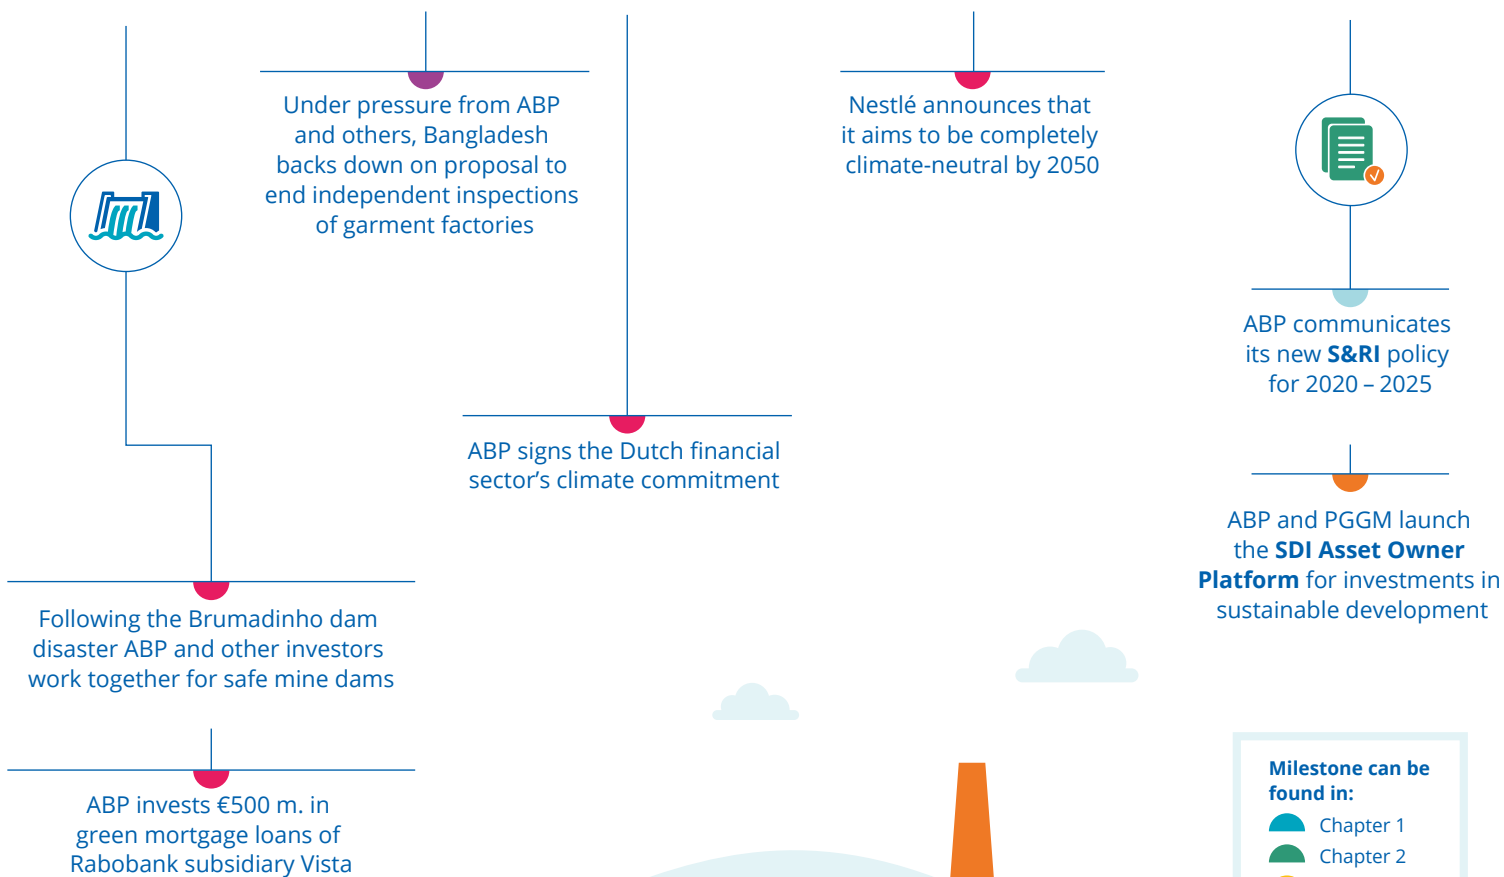 Under pressure from ABP
and others, Bangladesh
backs down on proposal to
end independent inspections
of garment factories
Nestlé announces that
it aims to be completely
climate-neutral by 2050
ABP communicates
its new S&RI policy
for 2020 – 2025
ABP signs the Dutch financial
sector’s climate commitment
ABP and PGGM launch
the SDI Asset Owner
Platform for investments in
sustainable development
Following the Brumadinho dam
disaster ABP and other investors
work together for safe mine dams
ABP invests €500 m. in
green mortgage loans of
Rabobank subsidiary Vista
Milestone can be
found in:
Chapter 1
Chapter 2